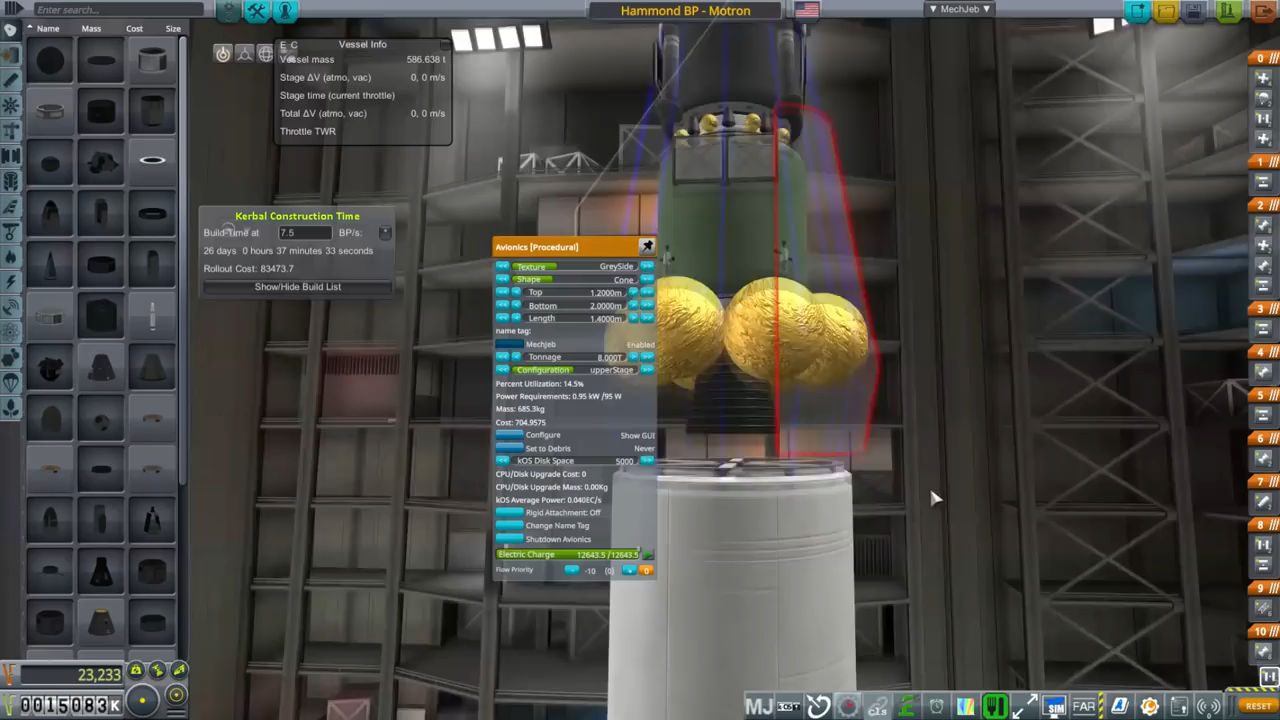 Enter search...
Name Mass Cost Size
Hammond BP - Motron
▼ MechJeb ▼
E C Vessel Info
Vessel mass 586.638 t
Stage ΔV (atmo, vac) 0, 0 m/s
Stage time (current throttle)
Total ΔV (atmo, vac) 0, 0 m/s
Throttle TWR
Kerbal Construction Time
Build Time at 7.5 BP/s:
26 days 0 hours 37 minutes 33 seconds
Rollout Cost: 83473.7
Show/Hide Build List
Avionics [Procedural]
Texture GreySide
Shape Cone
Top 1.2000m
Bottom 2.0000m
Length 1.4000m
name tag:
MechJeb Enabled
Tonnage 8.000T
Configuration upperStage
Percent Utilization: 14.5%
Power Requirements: 0.95 kW /95 W
Mass: 685.3kg
Cost: 704.9575
Configure Show GUI
Set to Debris Never
kOS Disk Space 5000
CPU/Disk Upgrade Cost: 0
CPU/Disk Upgrade Mass: 0.00Kg
kOS Average Power: 0.040EC/s
Rigid Attachment: Off
Change Name Tag
Shutdown Avionics
Electric Charge 12643.5 /12643.5
Flow Priority -10 (0) + 0
0
1
2
3
4
5
6
7
8
9
10
23,233
0015083K
MJ cls SIM FAR RESET